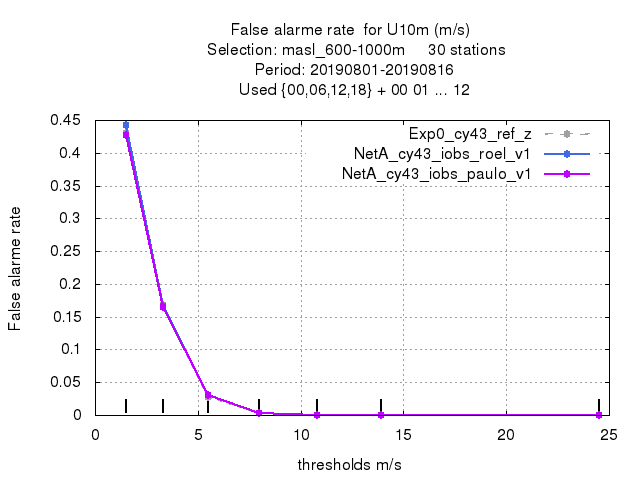 False alarme rate  for U10m (m/s)
Selection: masl_600-1000m     30 stations
Period: 20190801-20190816
Used {00,06,12,18} + 00 01 ... 12
Exp0_cy43_ref_z
NetA_cy43_iobs_roel_v1
NetA_cy43_iobs_paulo_v1
False alarme rate
0.45
0.4
0.35
0.3
0.25
0.2
0.15
0.1
0.05
0
0 5 10 15 20 25
thresholds m/s